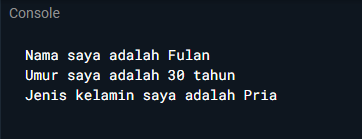 Console
Nama saya adalah Fulan
Umur saya adalah 30 tahun
Jenis kelamin saya adalah Pria